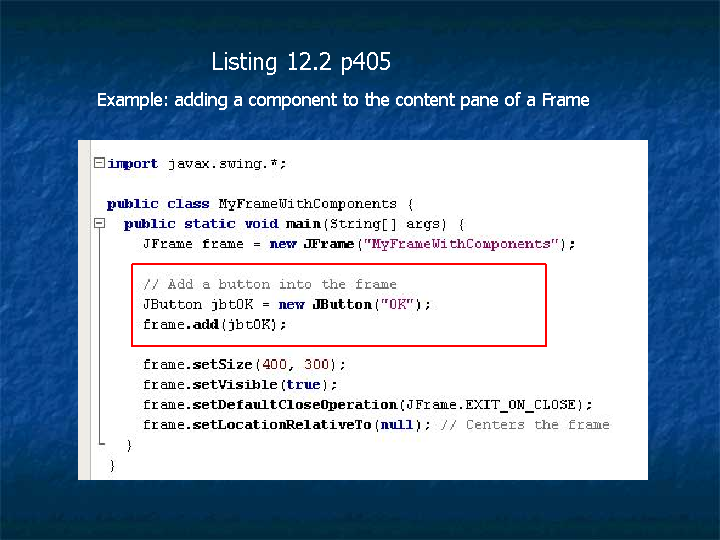 Listing 12.2 p405
Example: adding a component to the content pane of a Frame
import javax.swing.*;
public class MyFrameWithComponents {
public static void main(String[] args) {
JFrame frame = new JFrame("MyFrameWithComponents");
// Add a button into the frame
JButton jbtOK = new JButton("OK");
frame.add(jbtOK);
frame.setSize(400, 300);
frame.setVisible(true);
frame.setDefaultCloseOperation(JFrame.EXIT_ON_CLOSE);
frame.setLocationRelativeTo(null); // Centers the frame
}
}